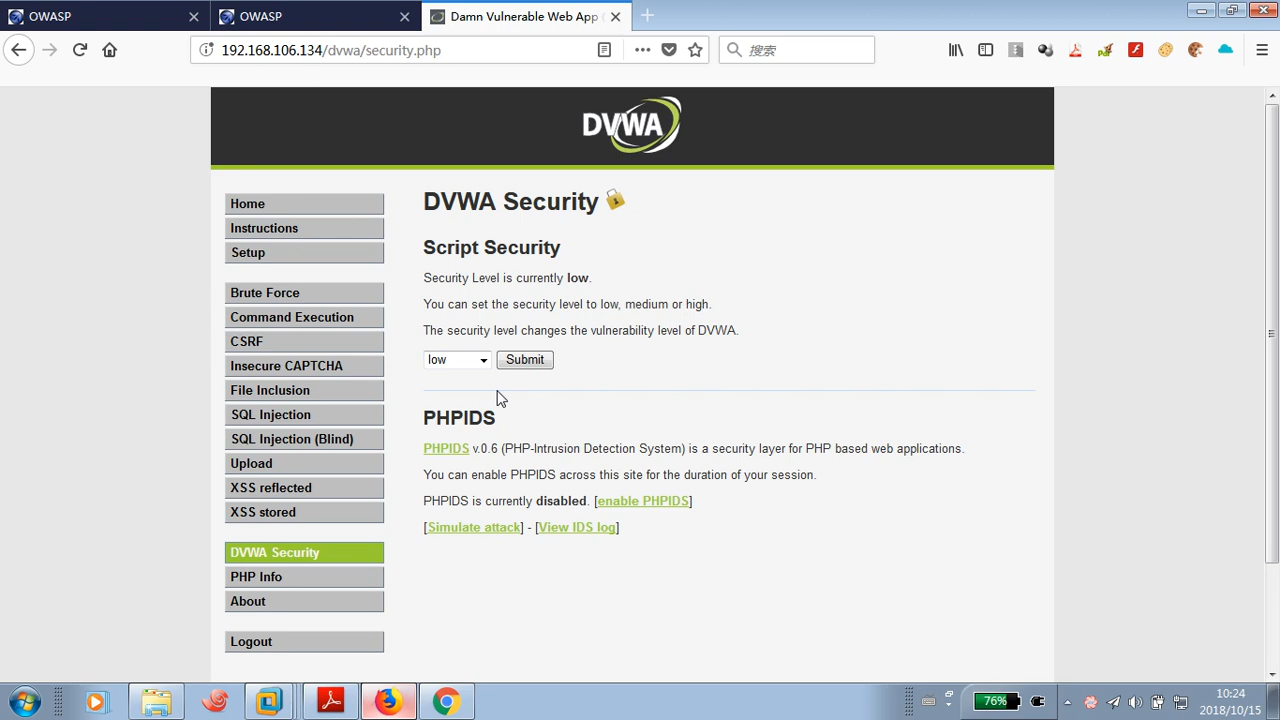 OWASP
OWASP
Damn Vulnerable Web App (
192.168.106.134/dvwa/security.php
搜索
DVWA
Home
Instructions
Setup
Brute Force
Command Execution
CSRF
Insecure CAPTCHA
File Inclusion
SQL Injection
SQL Injection (Blind)
Upload
XSS reflected
XSS stored
DVWA Security
PHP Info
About
Logout
DVWA Security
Script Security
Security Level is currently low.
You can set the security level to low, medium or high.
The security level changes the vulnerability level of DVWA.
low
Submit
PHPIDS
PHPIDS v.0.6 (PHP-Intrusion Detection System) is a security layer for PHP based web applications.
You can enable PHPIDS across this site for the duration of your session.
PHPIDS is currently disabled. [enable PHPIDS]
[Simulate attack] - [View IDS log]
76%
10:24
2018/10/15